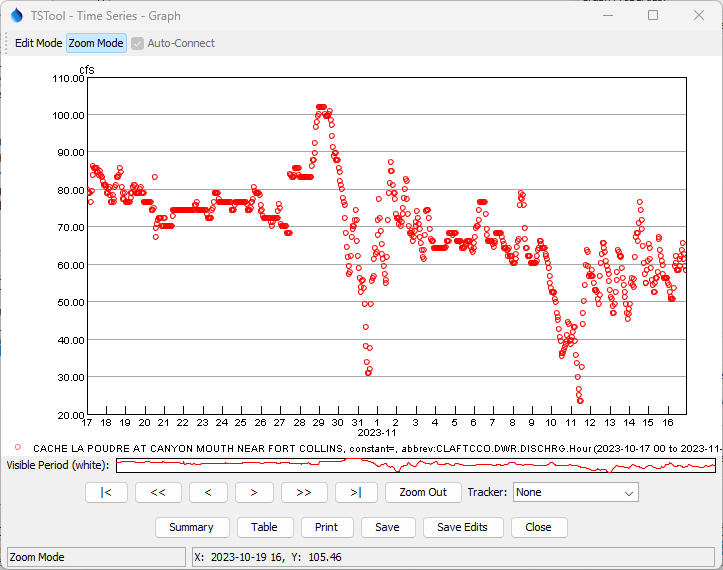 TSTool - Time Series - Graph
Edit Mode Zoom Mode Auto-Connect
cfs
110.00
100.00
90.00
80.00
70.00
60.00
50.00
40.00
30.00
20.00
17 18 19 20 21 22 23 24 25 26 27 28 29 30 31 1 2 3 4 5 6 7 8 9 10 11 12 13 14 15 16
2023-11
CACHE LA POUDRE AT CANYON MOUTH NEAR FORT COLLINS, constant=, abbrev:CLAFTCCO.DWR.DISCHRG.Hour(2023-10-17 00 to 2023-11-
Visible Period (white):
|< << < > >> >| Zoom Out Tracker: None
Summary Table Print Save Save Edits Close
Zoom Mode X: 2023-10-19 16, Y: 105.46